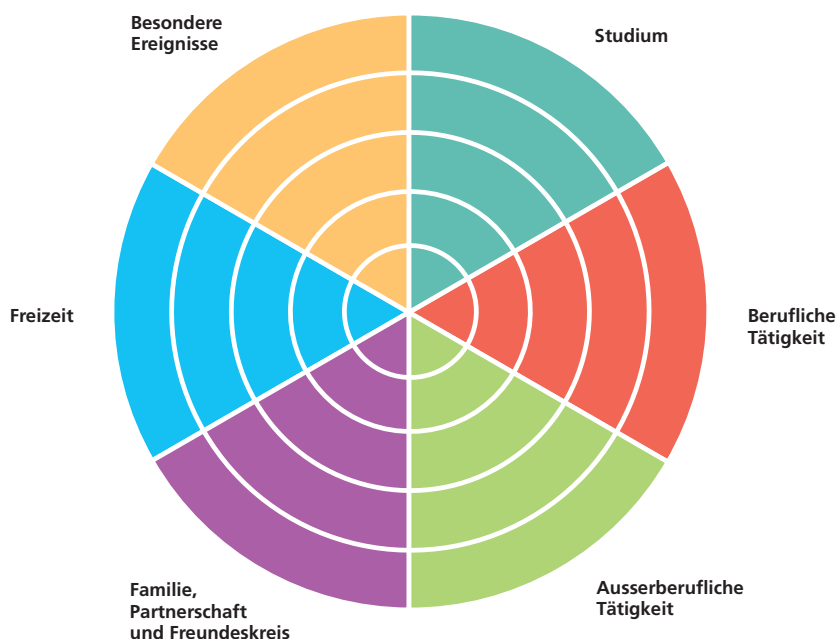 Besondere
Ereignisse
Studium
Freizeit
Berufliche
Tätigkeit
Familie,
Partnerschaft
und Freundeskreis
Ausserberufliche
Tätigkeit